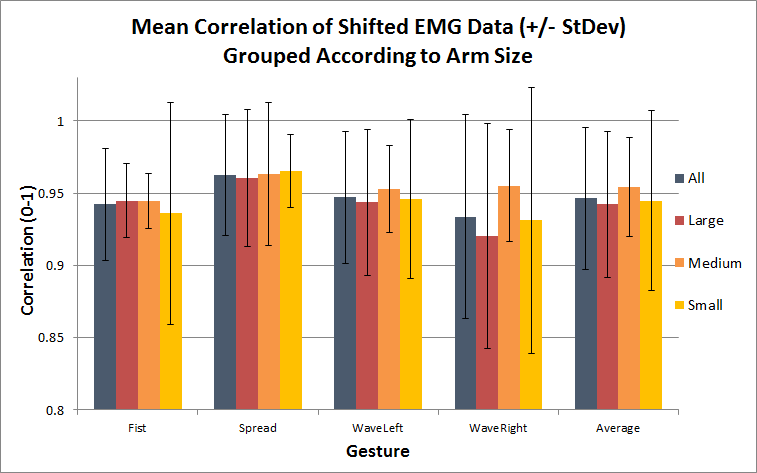 Mean Correlation of Shifted EMG Data (+/- StDev)
Grouped According to Arm Size
1
0.95
0.9
0.85
0.8
Correlation (0-1)
Fist
Spread
WaveLeft
WaveRight
Average
Gesture
All
Large
Medium
Small